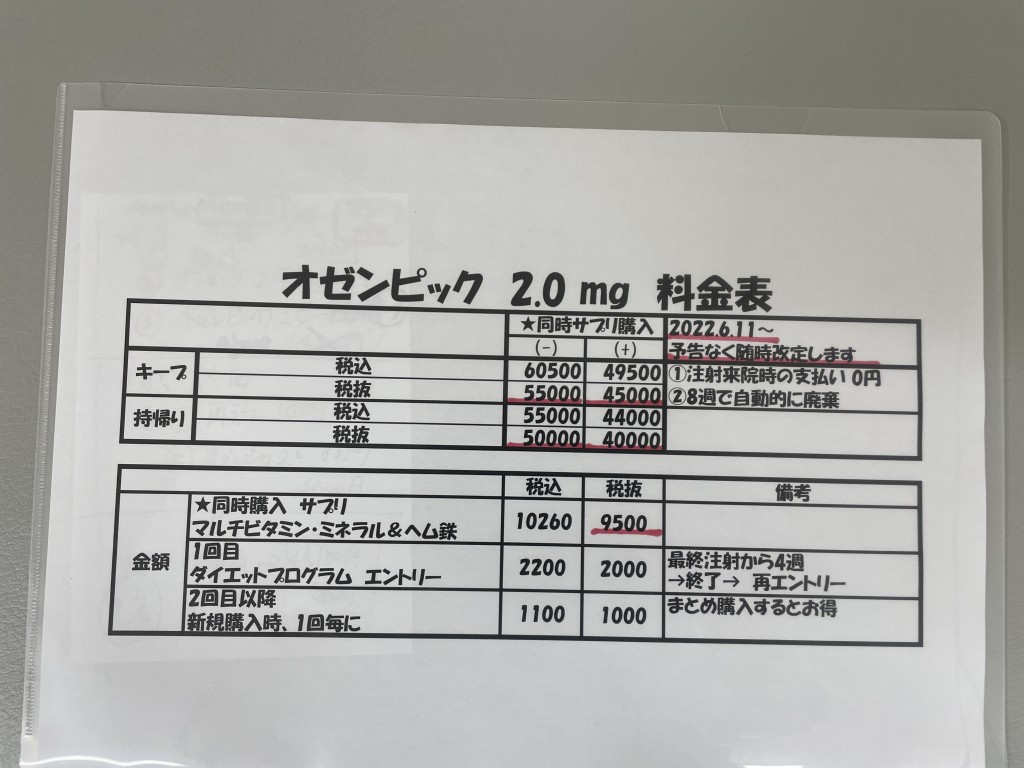 オゼンピック 2.0 mg 料金表
★同時サプリ購入 2022.6.11～
(-) (+) 予告なく随時改定します
キープ 税込 60500 49500 ①注射来院時の支払い 0円
税抜 55000 45000 ②8週で自動的に廃棄
持帰り 税込 55000 44000
税抜 50000 40000
税込 税抜 備考
金額 ★同時購入 サプリ
マルチビタミン・ミネラル＆ヘム鉄 10260 9500
1回目
ダイエットプログラム エントリー 2200 2000 最終注射から4週
→終了→ 再エントリー
2回目以降
新規購入時、1回毎に 1100 1000 まとめ購入するとお得